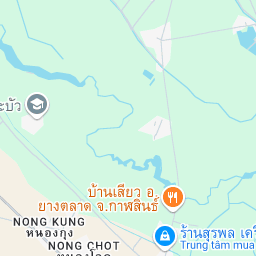 ะบัว
บ้านเสียว อ.
ยางตลาด จ.กาฬสินธุ์
NONG KUNG
หนองกุง
ร้านสุรพล เครี
Trung tâm mua
NONG CHOT